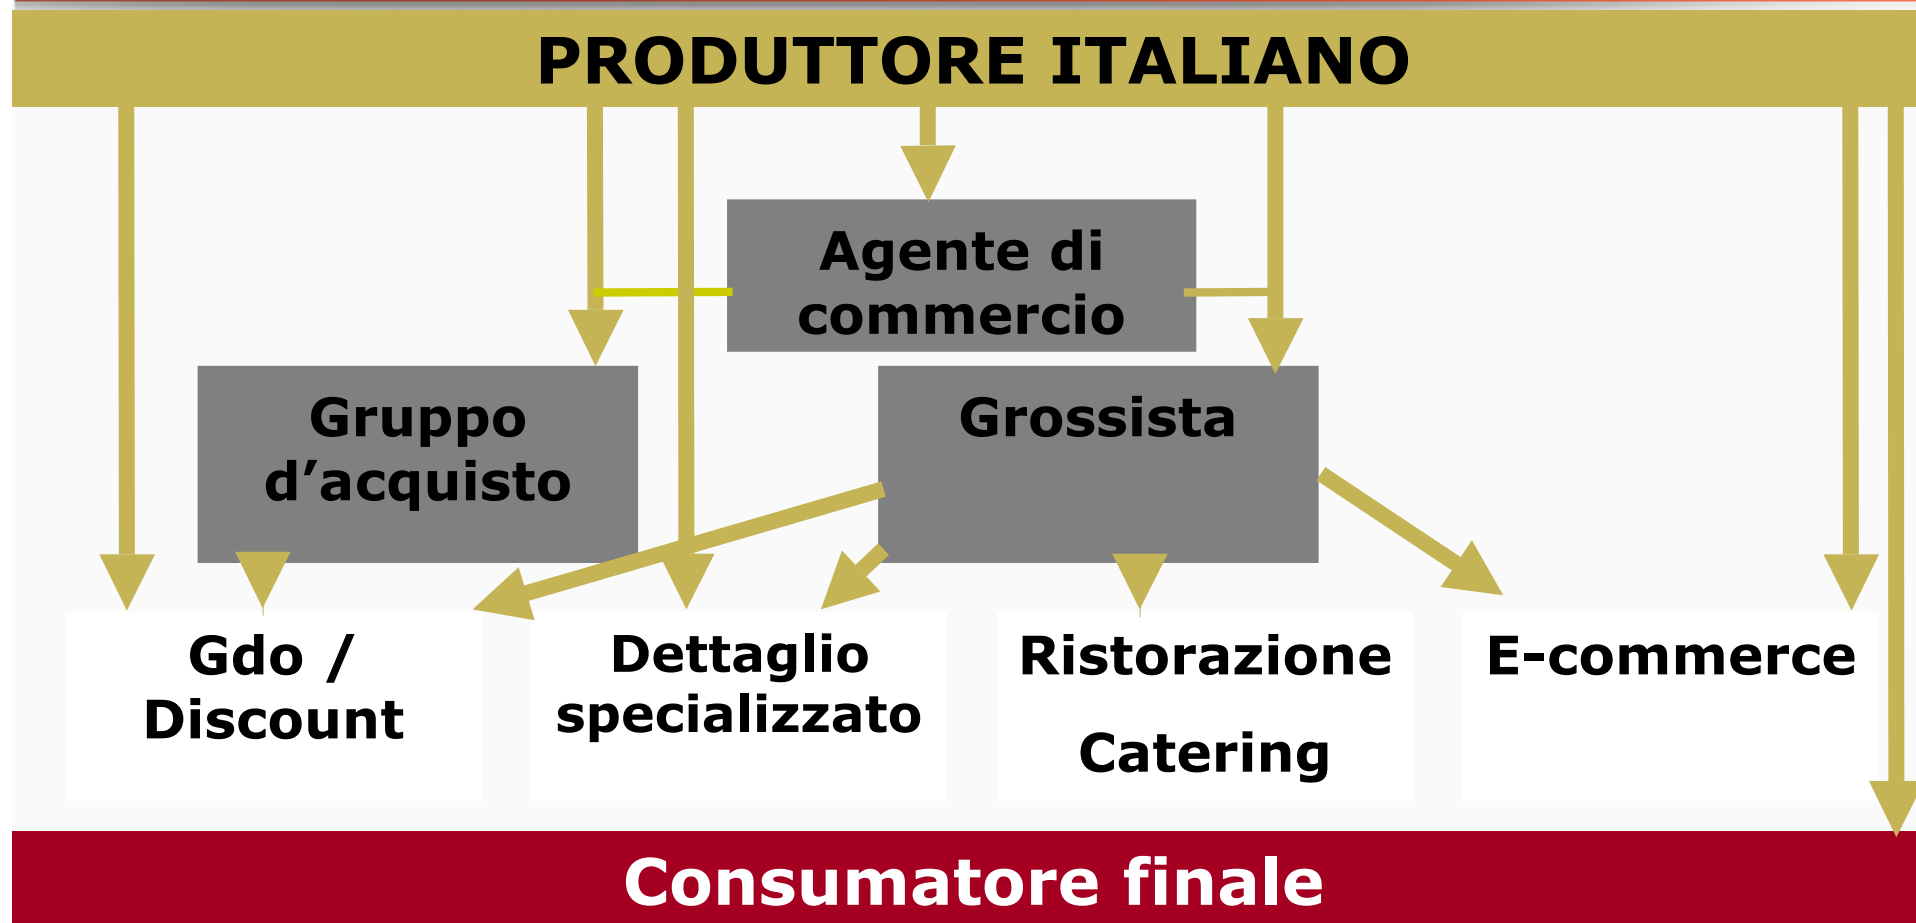 PRODUTTORE ITALIANO
Agente di
commercio
Gruppo
d’acquisto
Grossista
Gdo /
Discount
Dettaglio
specializzato
Ristorazione
Catering
E-commerce
Consumatore finale